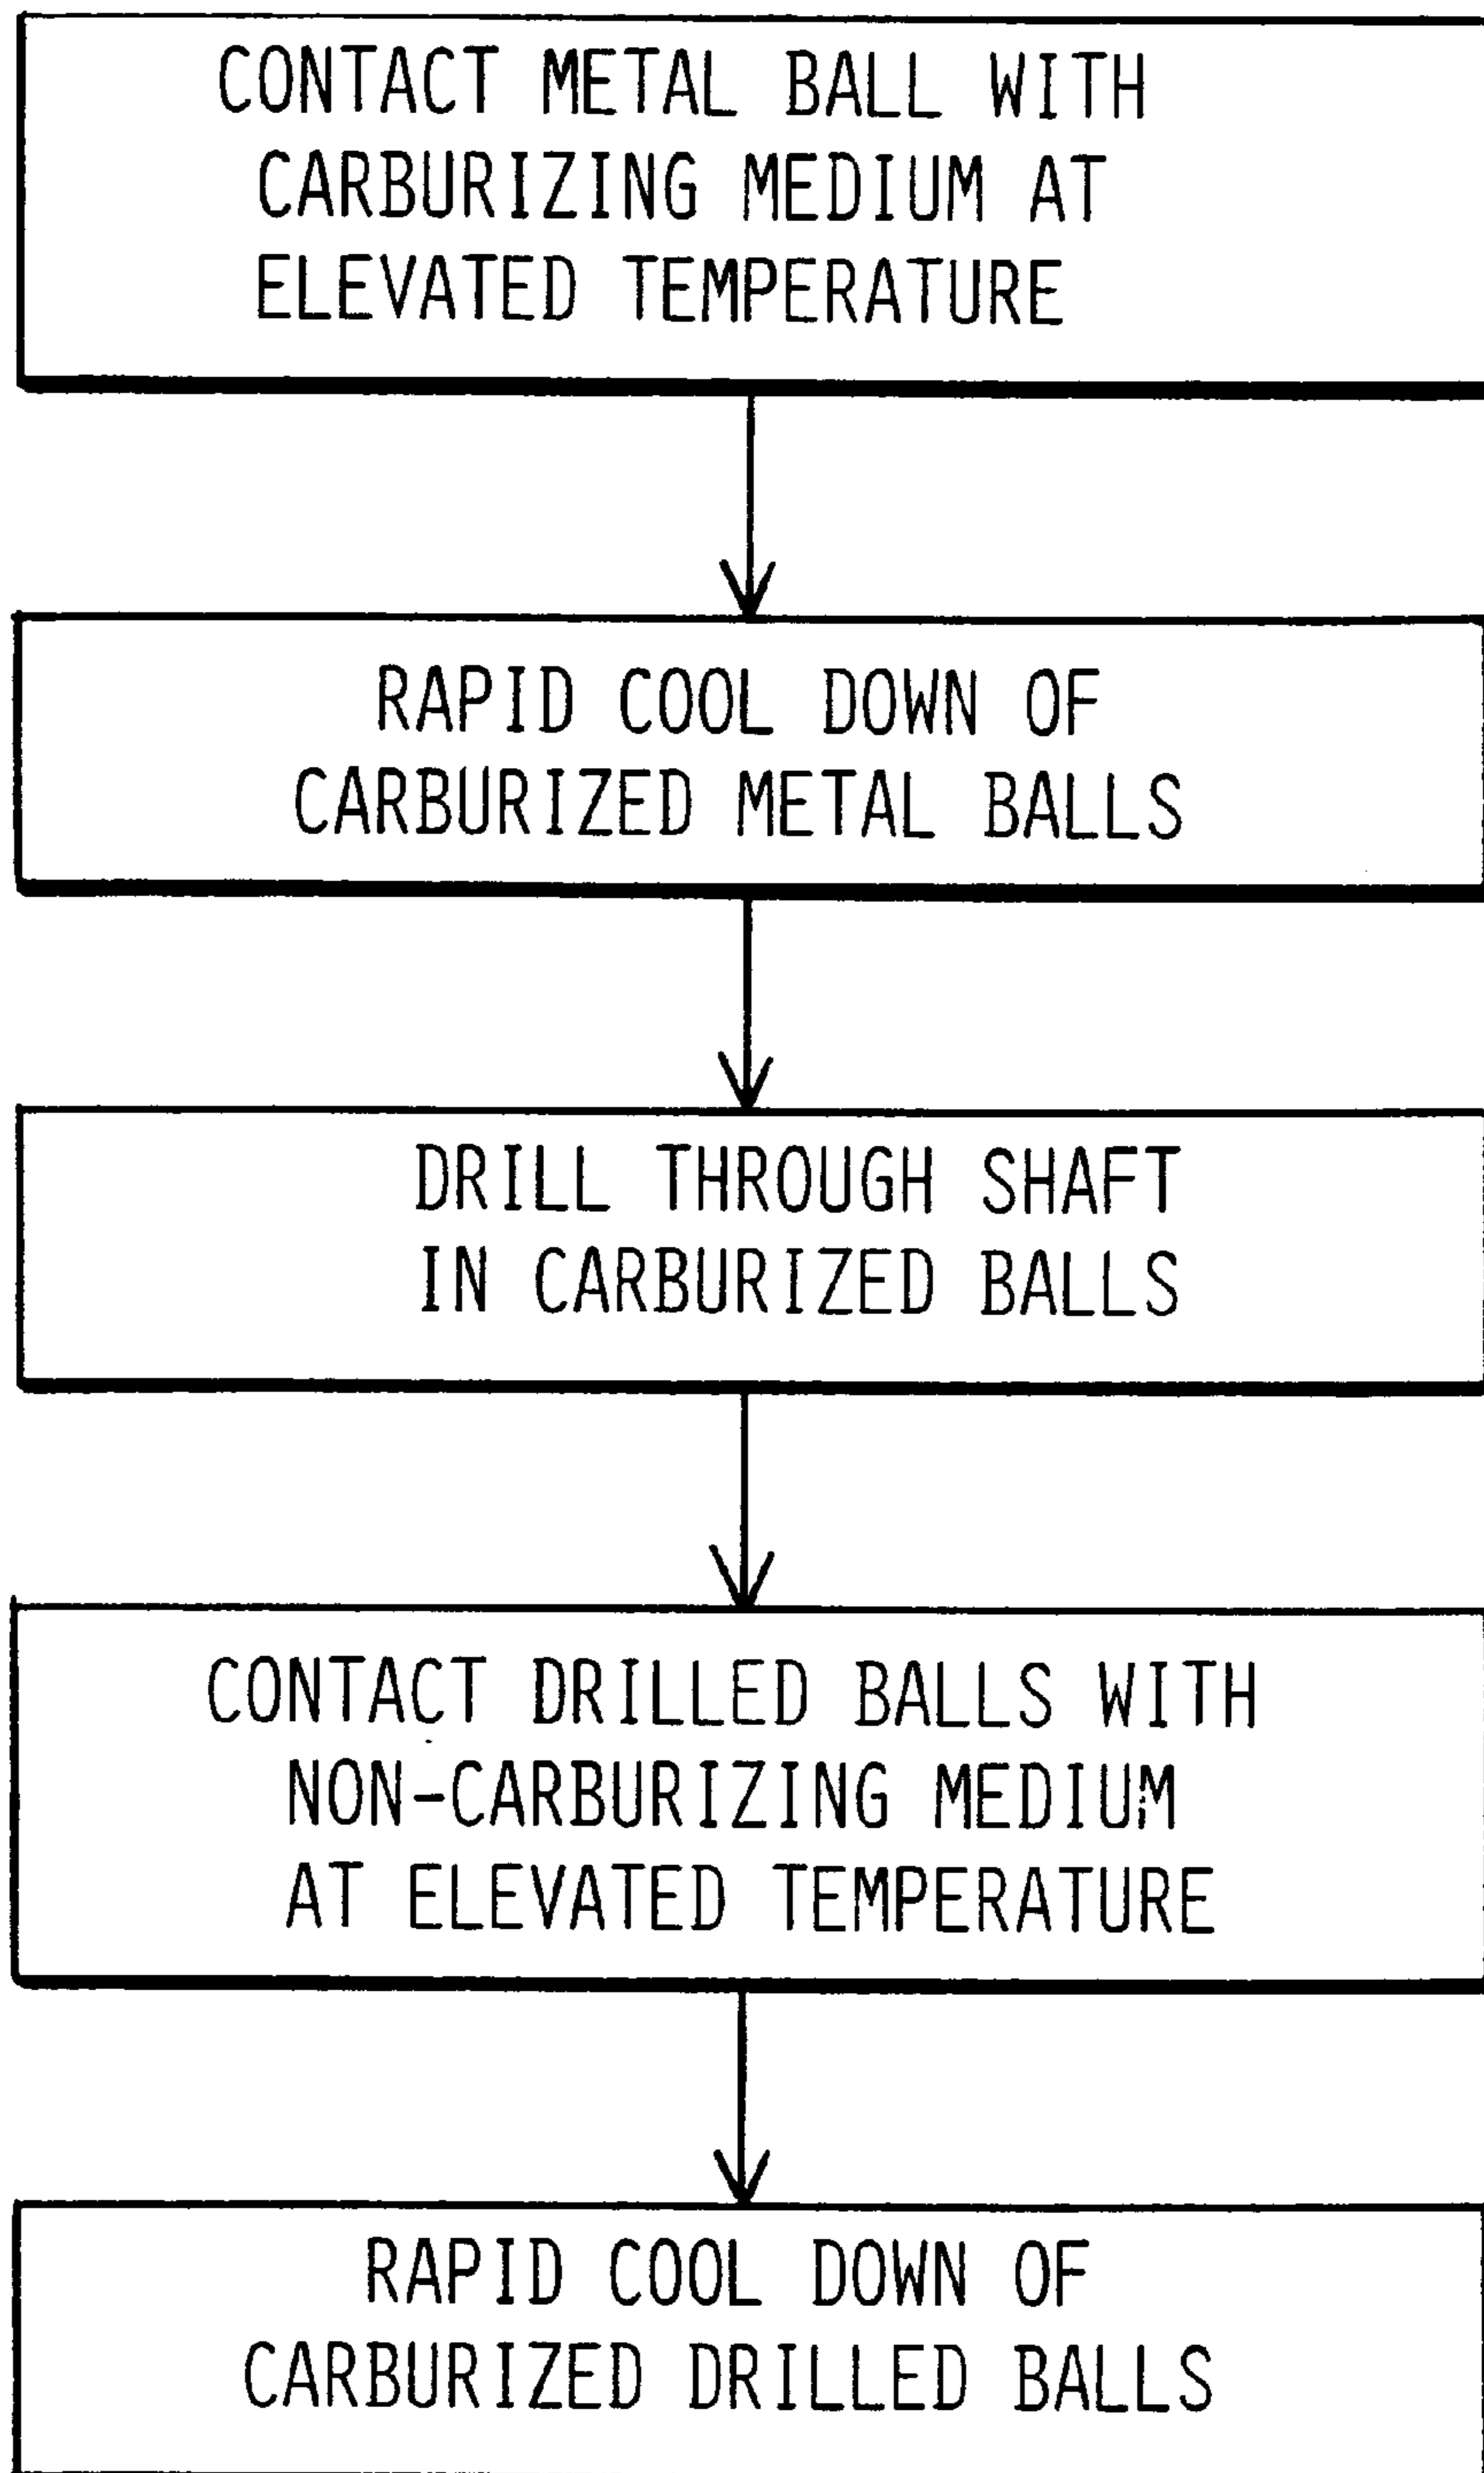 CONTACT METAL BALL WITH
CARBURIZING MEDIUM AT
ELEVATED TEMPERATURE
RAPID COOL DOWN OF
CARBURIZED METAL BALLS
DRILL THROUGH SHAFT
IN CARBURIZED BALLS
CONTACT DRILLED BALLS WITH
NON-CARBURIZING MEDIUM
AT ELEVATED TEMPERATURE
RAPID COOL DOWN OF
CARBURIZED DRILLED BALLS